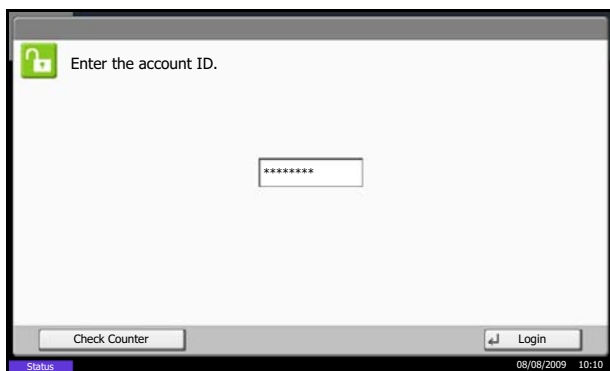 Enter the account ID.
********
Check Counter
Login
Status
08/08/2009 10:10